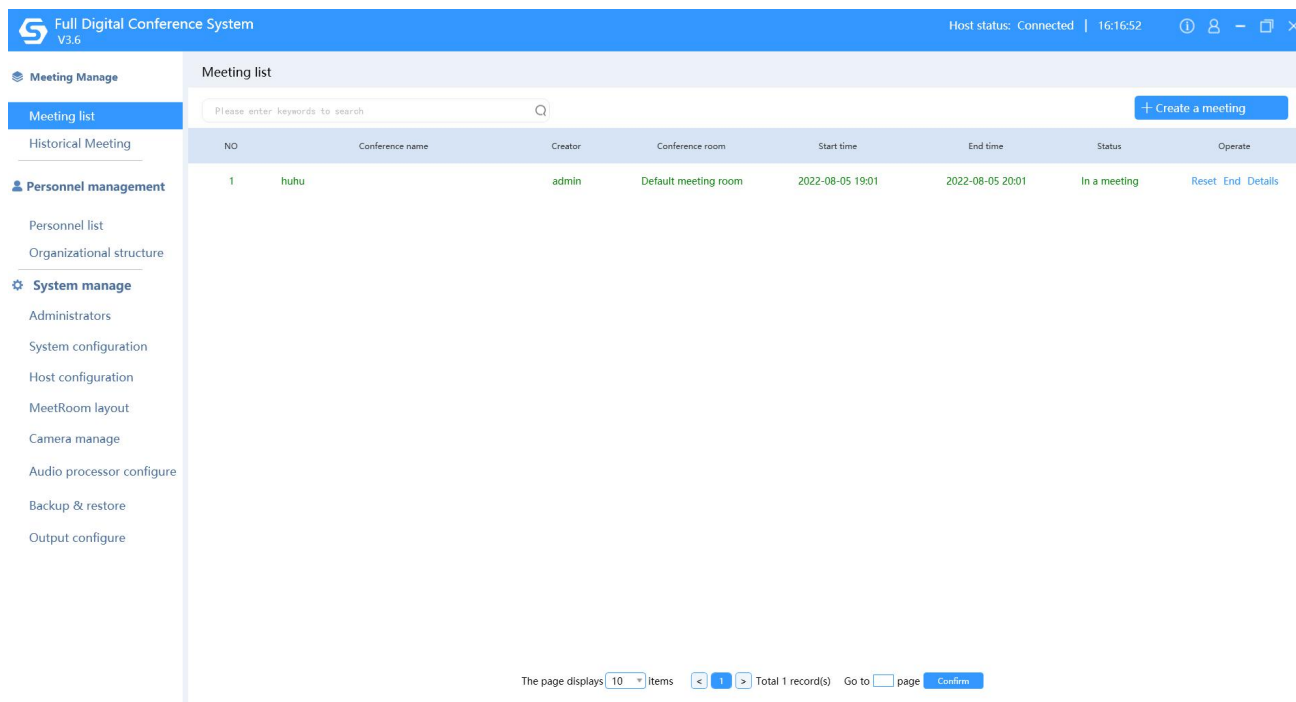 Full Digital Conference System
V3.6
Host status: Connected | 16:16:52
Meeting Manage
Meeting list
Historical Meeting
Personnel management
Personnel list
Organizational structure
System manage
Administrators
System configuration
Host configuration
MeetRoom layout
Camera manage
Audio processor configure
Backup & restore
Output configure
Meeting list
Please enter keywords to search
+ Create a meeting
NO Conference name Creator Conference room Start time End time Status Operate
1 huhu admin Default meeting room 2022-08-05 19:01 2022-08-05 20:01 In a meeting Reset End Details
The page displays 10 items < 1 > Total 1 record(s) Go to page Confirm